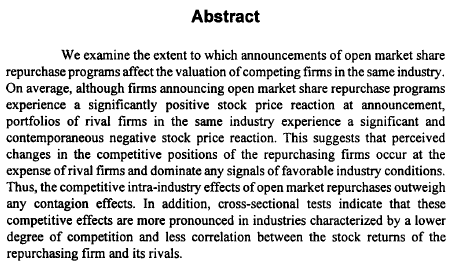 Abstract
We examine the extent to which announcements of open market share
repurchase programs affect the valuation of competing firms in the same industry.
On average, although firms announcing open market share repurchase programs
experience a significantly positive stock price reaction at announcement,
portfolios of rival firms in the same industry experience a significant and
contemporaneous negative stock price reaction. This suggests that perceived
changes in the competitive positions of the repurchasing firms occur at the
expense of rival firms and dominate any signals of favorable industry conditions.
Thus, the competitive intra-industry effects of open market repurchases outweigh
any contagion effects. In addition, cross-sectional tests indicate that these
competitive effects are more pronounced in industries characterized by a lower
degree of competition and less correlation between the stock returns of the
repurchasing firm and its rivals.